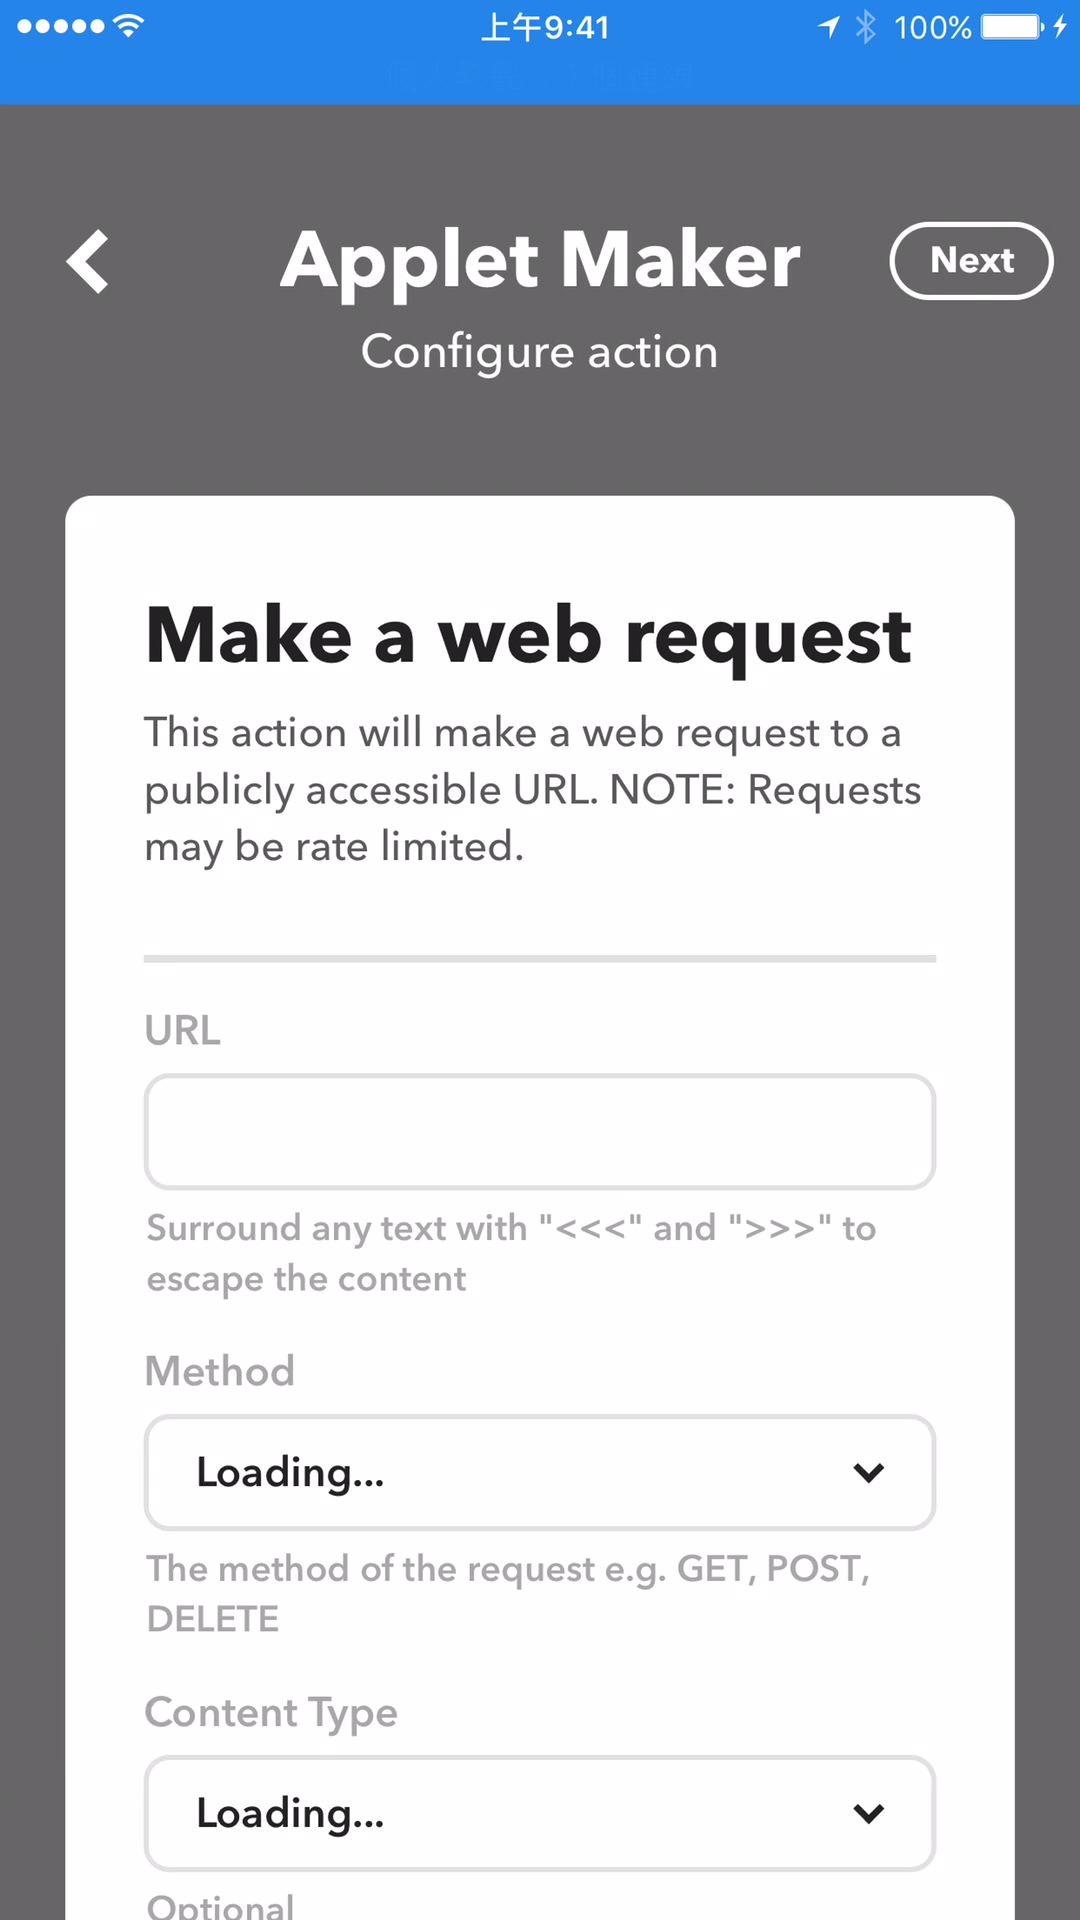 上午9:41
100%
Applet Maker
Next
Configure action
Make a web request
This action will make a web request to a
publicly accessible URL. NOTE: Requests
may be rate limited.
URL
Surround any text with "<<<" and ">>>" to
escape the content
Method
Loading...
The method of the request e.g. GET, POST,
DELETE
Content Type
Loading...
Optional